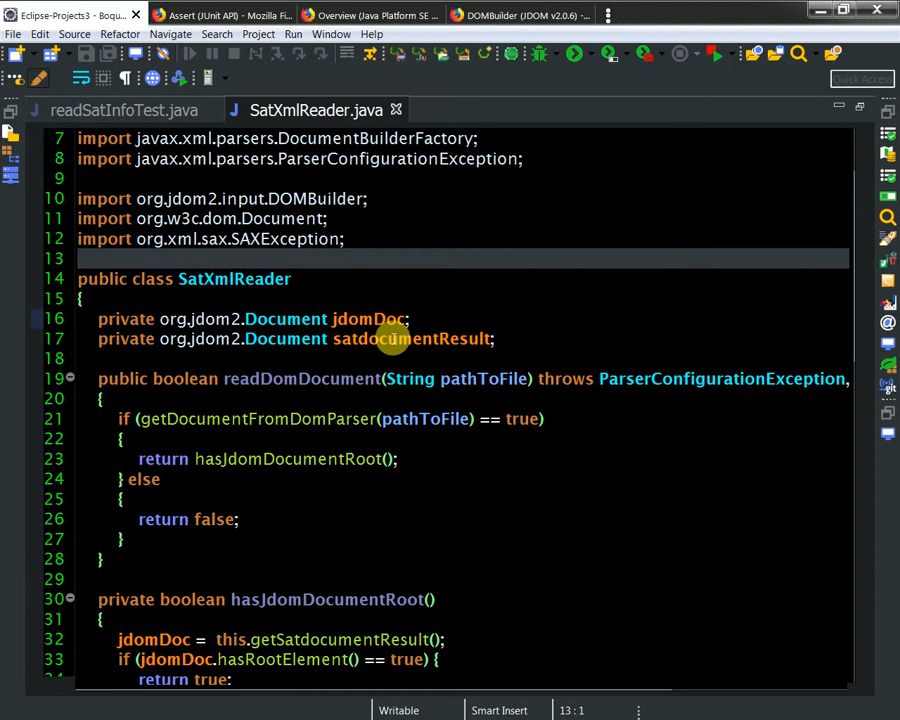 Eclipse-Projects3 - Boqu...
Assert (JUnit API) - Mozilla Fi...
Overview (Java Platform SE ...
DOMBuilder (JDOM v2.0.6) - ...
File Edit Source Refactor Navigate Search Project Run Window Help
Quick Access
readSatInfoTest.java
SatXmlReader.java
7 import javax.xml.parsers.DocumentBuilderFactory;
8 import javax.xml.parsers.ParserConfigurationException;
9
10 import org.jdom2.input.DOMBuilder;
11 import org.w3c.dom.Document;
12 import org.xml.sax.SAXException;
13
14 public class SatXmlReader
15 {
16 private org.jdom2.Document jdomDoc;
17 private org.jdom2.Document satdocumentResult;
18
19 public boolean readDomDocument(String pathToFile) throws ParserConfigurationException,
20 {
21 if (getDocumentFromDomParser(pathToFile) == true)
22 {
23 return hasJdomDocumentRoot();
24 } else
25 {
26 return false;
27 }
28 }
29
30 private boolean hasJdomDocumentRoot()
31 {
32 jdomDoc = this.getSatdocumentResult();
33 if (jdomDoc.hasRootElement() == true) {
34 return true;
Writable
Smart Insert
13 : 1